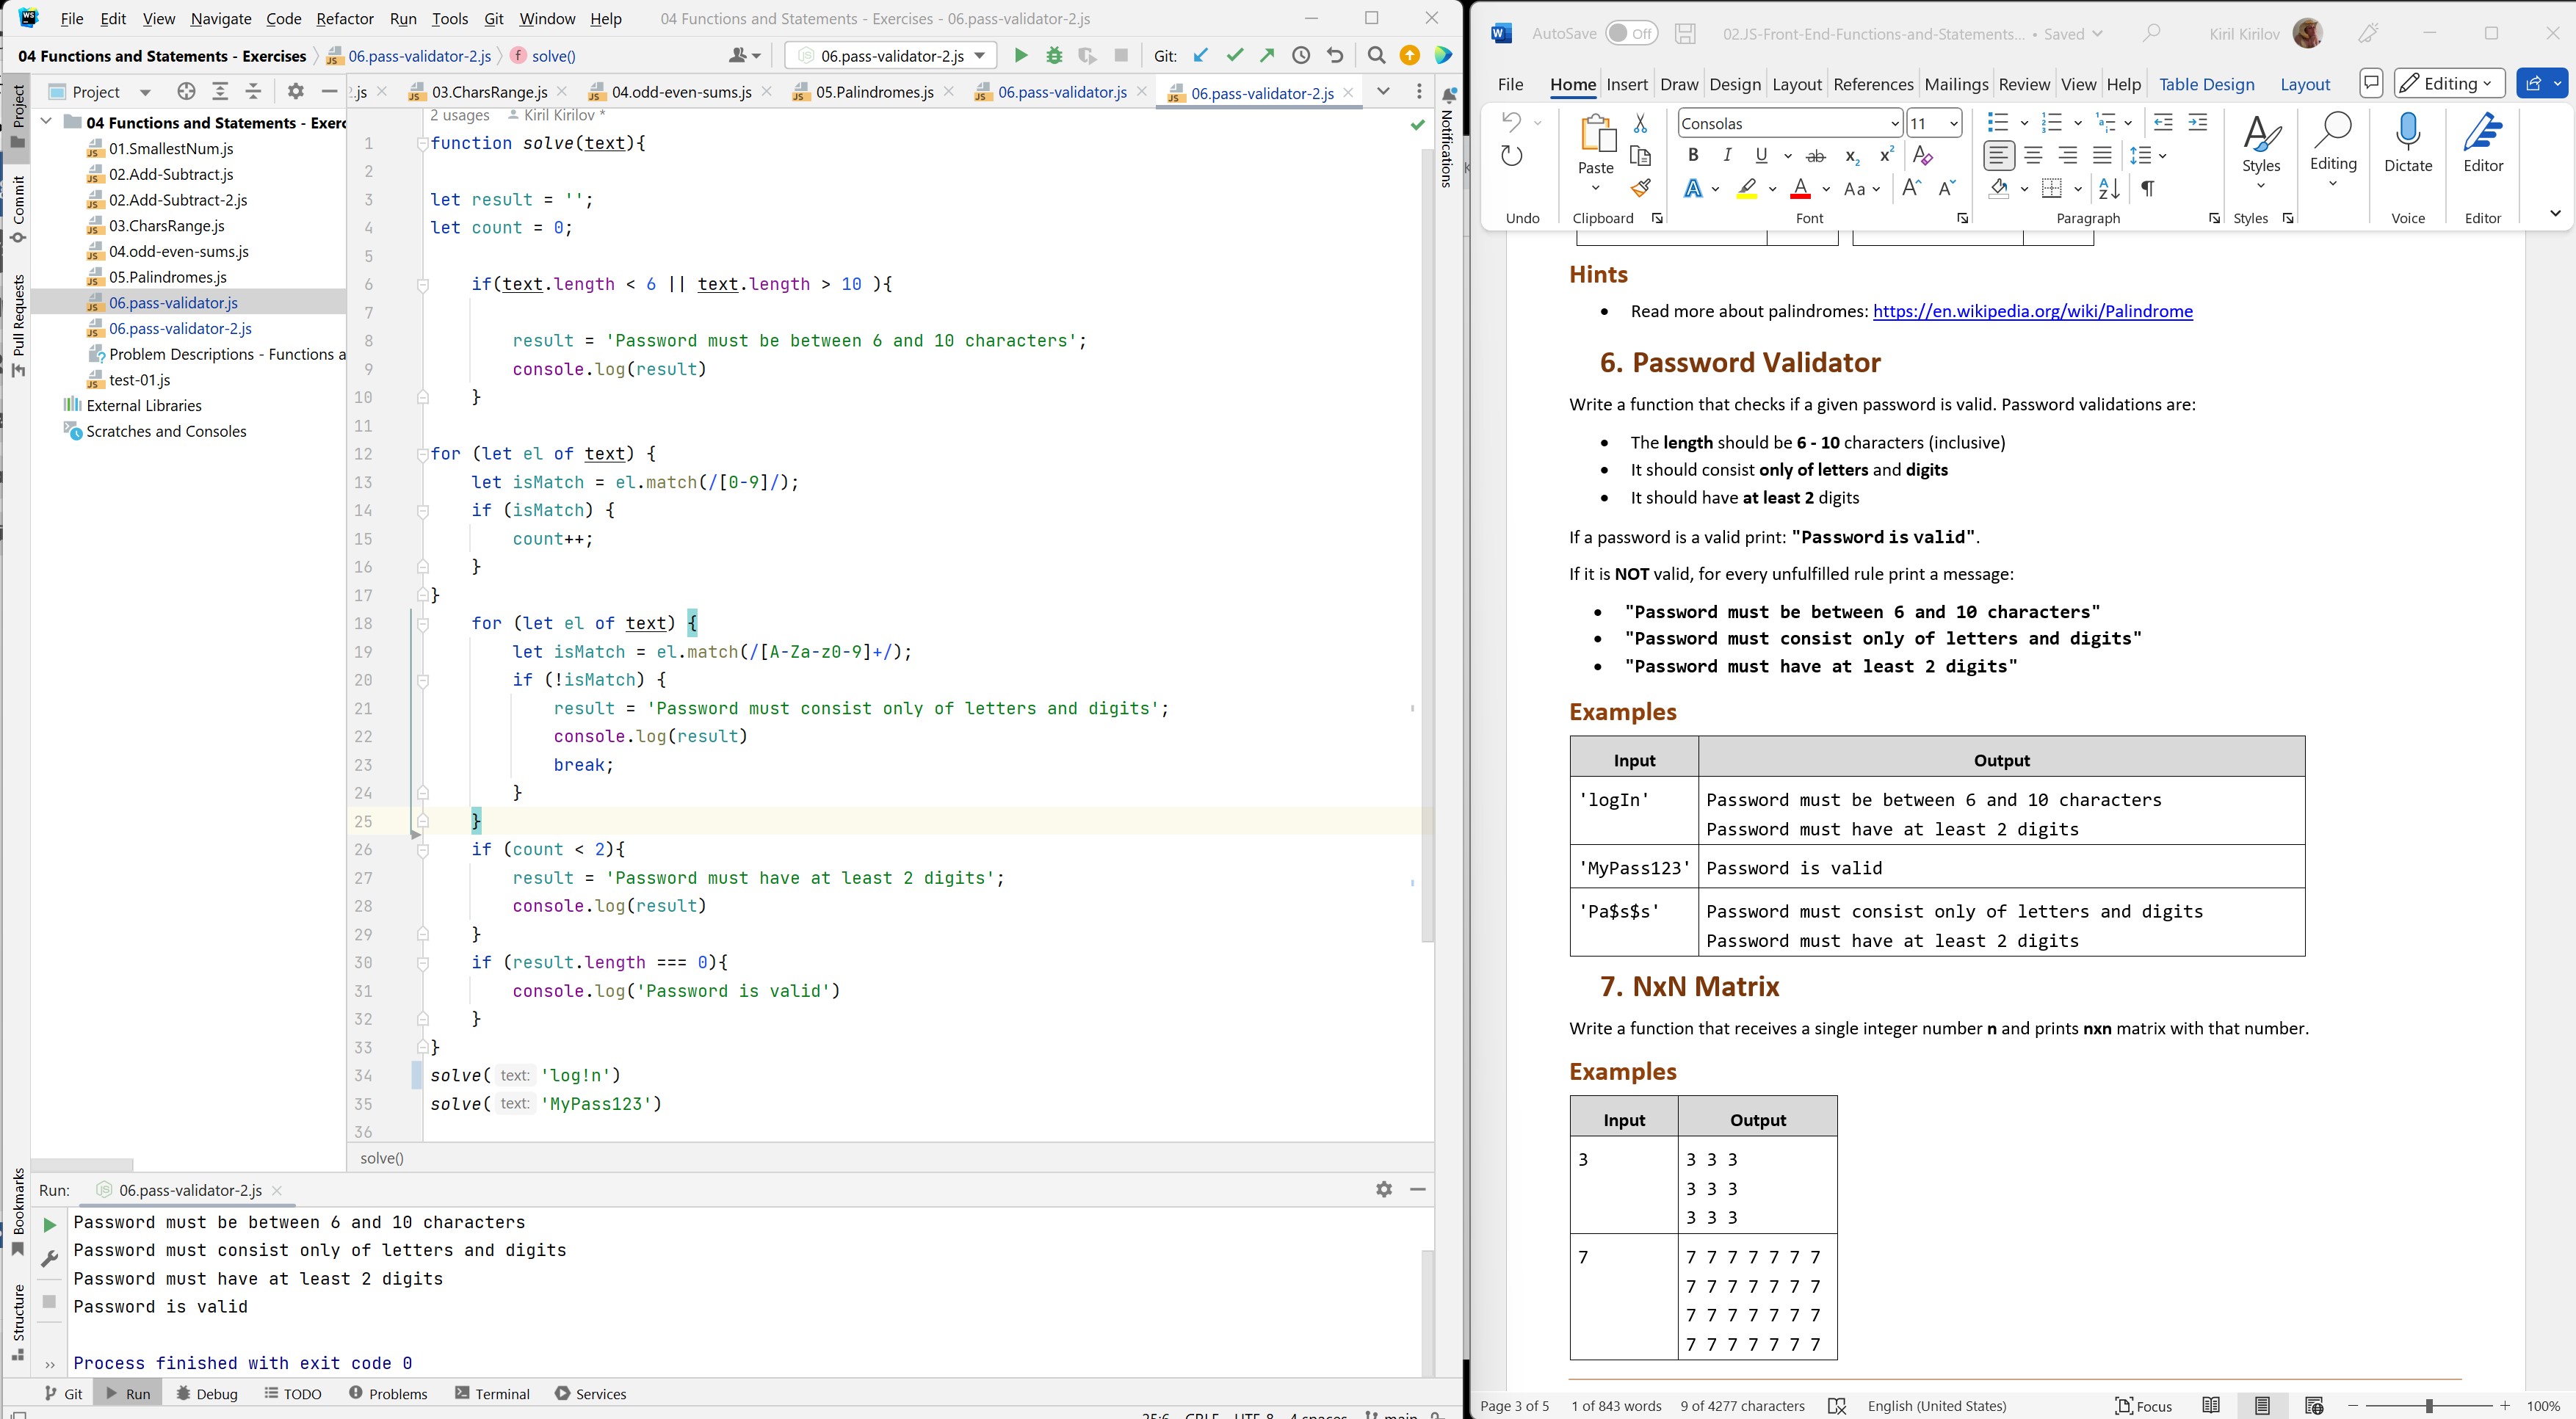 File Edit View Navigate Code Refactor Run Tools Git Window Help 04 Functions and Statements - Exercises - 06.pass-validator-2.js
04 Functions and Statements - Exercises 06.pass-validator-2.js solve() 06.pass-validator-2.js Git:
Project
?.js 03.CharsRange.js 04.odd-even-sums.js 05.Palindromes.js 06.pass-validator.js 06.pass-validator-2.js
Project
Commit
Pull Requests
Bookmarks
Structure
Notifications
04 Functions and Statements - Exerc
01.SmallestNum.js
02.Add-Subtract.js
02.Add-Subtract-2.js
03.CharsRange.js
04.odd-even-sums.js
05.Palindromes.js
06.pass-validator.js
06.pass-validator-2.js
Problem Descriptions - Functions a
test-01.js
External Libraries
Scratches and Consoles
2 usages Kiril Kirilov *
1 function solve(text){
2
3 let result = '';
4 let count = 0;
5
6 if(text.length < 6 || text.length > 10 ){
7
8 result = 'Password must be between 6 and 10 characters';
9 console.log(result)
10 }
11
12 for (let el of text) {
13 let isMatch = el.match(/[0-9]/);
14 if (isMatch) {
15 count++;
16 }
17 }
18 for (let el of text) {
19 let isMatch = el.match(/[A-Za-z0-9]+/);
20 if (!isMatch) {
21 result = 'Password must consist only of letters and digits';
22 console.log(result)
23 break;
24 }
25 }
26 if (count < 2){
27 result = 'Password must have at least 2 digits';
28 console.log(result)
29 }
30 if (result.length === 0){
31 console.log('Password is valid')
32 }
33 }
34 solve( text: 'log!n')
35 solve( text: 'MyPass123')
36
solve()
Run: 06.pass-validator-2.js
Password must be between 6 and 10 characters
Password must consist only of letters and digits
Password must have at least 2 digits
Password is valid
Process finished with exit code 0
Git Run Debug TODO Problems Terminal Services
25:6 CRLF UTF-8 4 spaces main
AutoSave Off 02.JS-Front-End-Functions-and-Statements... • Saved Kiril Kirilov
File Home Insert Draw Design Layout References Mailings Review View Help Table Design Layout Editing
Consolas 11
Paste Styles Editing Dictate Editor
Undo Clipboard Font Paragraph Styles Voice Editor
Hints
• Read more about palindromes: https://en.wikipedia.org/wiki/Palindrome
6. Password Validator
Write a function that checks if a given password is valid. Password validations are:
• The length should be 6 - 10 characters (inclusive)
• It should consist only of letters and digits
• It should have at least 2 digits
If a password is a valid print: "Password is valid".
If it is NOT valid, for every unfulfilled rule print a message:
• "Password must be between 6 and 10 characters"
• "Password must consist only of letters and digits"
• "Password must have at least 2 digits"
Examples
Input Output
'logIn' Password must be between 6 and 10 characters
Password must have at least 2 digits
'MyPass123' Password is valid
'Pa$s$s' Password must consist only of letters and digits
Password must have at least 2 digits
7. NxN Matrix
Write a function that receives a single integer number n and prints nxn matrix with that number.
Examples
Input Output
3 3 3 3
3 3 3
3 3 3
7 7 7 7 7 7 7 7
7 7 7 7 7 7 7
7 7 7 7 7 7 7
7 7 7 7 7 7 7
Page 3 of 5 1 of 843 words 9 of 4277 characters English (United States) Focus 100%